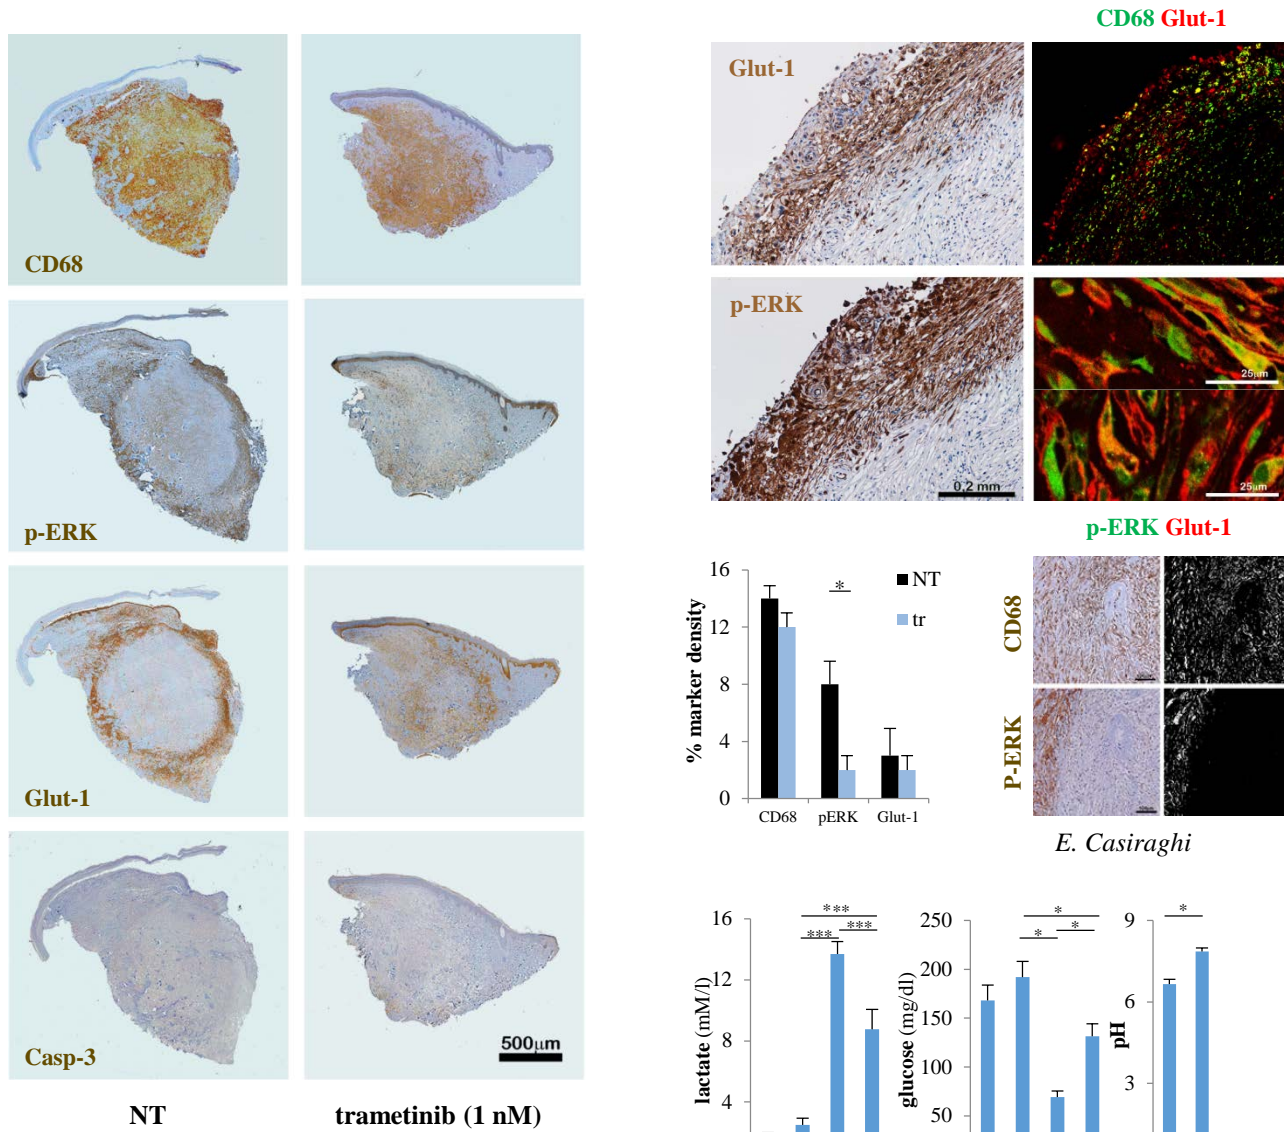 CD68 Glut-1
CD68
Glut-1
p-ERK
p-ERK
25µm
25µm
0,2 mm
p-ERK Glut-1
Glut-1
Casp-3
500µm
NT
trametinib (1 nM)
% marker density
16
12
8
4
0
*
NT
tr
CD68
pERK
Glut-1
CD68
P-ERK
E. Casiraghi
lactate (mM/l)
16
12
8
4
****
***
***
glucose (mg/dl)
250
200
150
100
50
*
*
*
pH
9
6
3
*